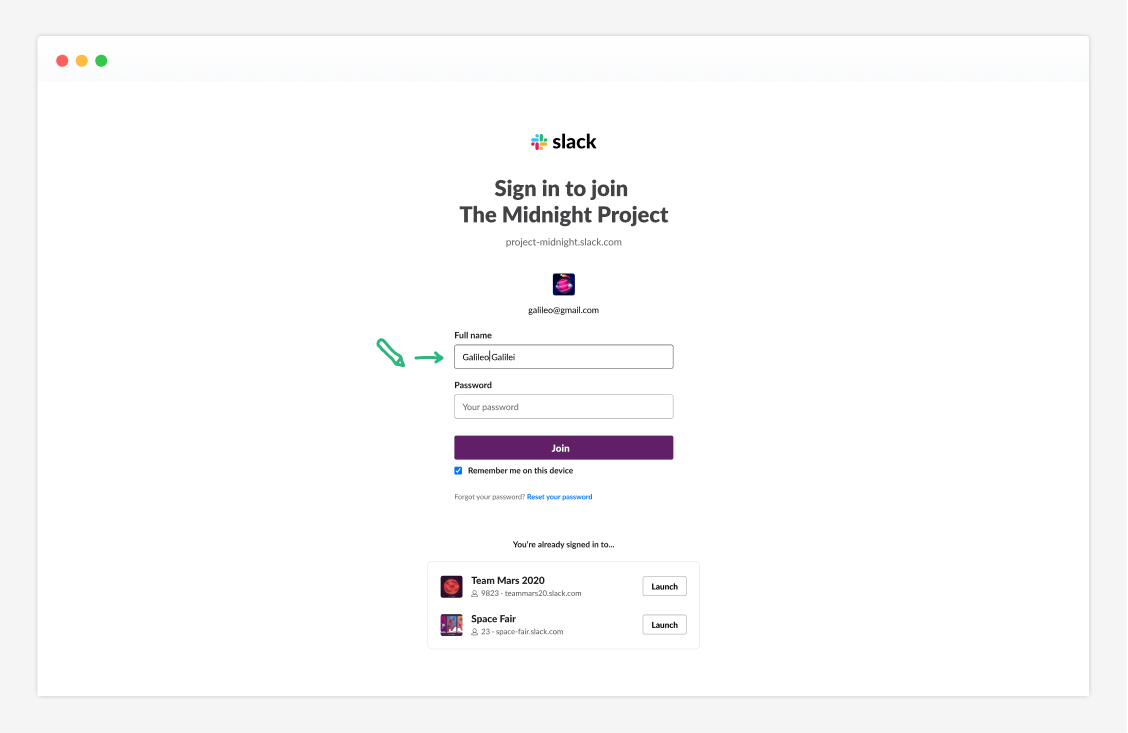 slack
Sign in to join
The Midnight Project
project-midnight.slack.com
galileo@gmail.com
Full name
Galileo Galilei
Password
Your password
Join
Remember me on this device
Forgot your password? Reset your password
You're already signed in to...
Team Mars 2020
9823 - teammars20.slack.com
Launch
Space Fair
23 - space-fair.slack.com
Launch